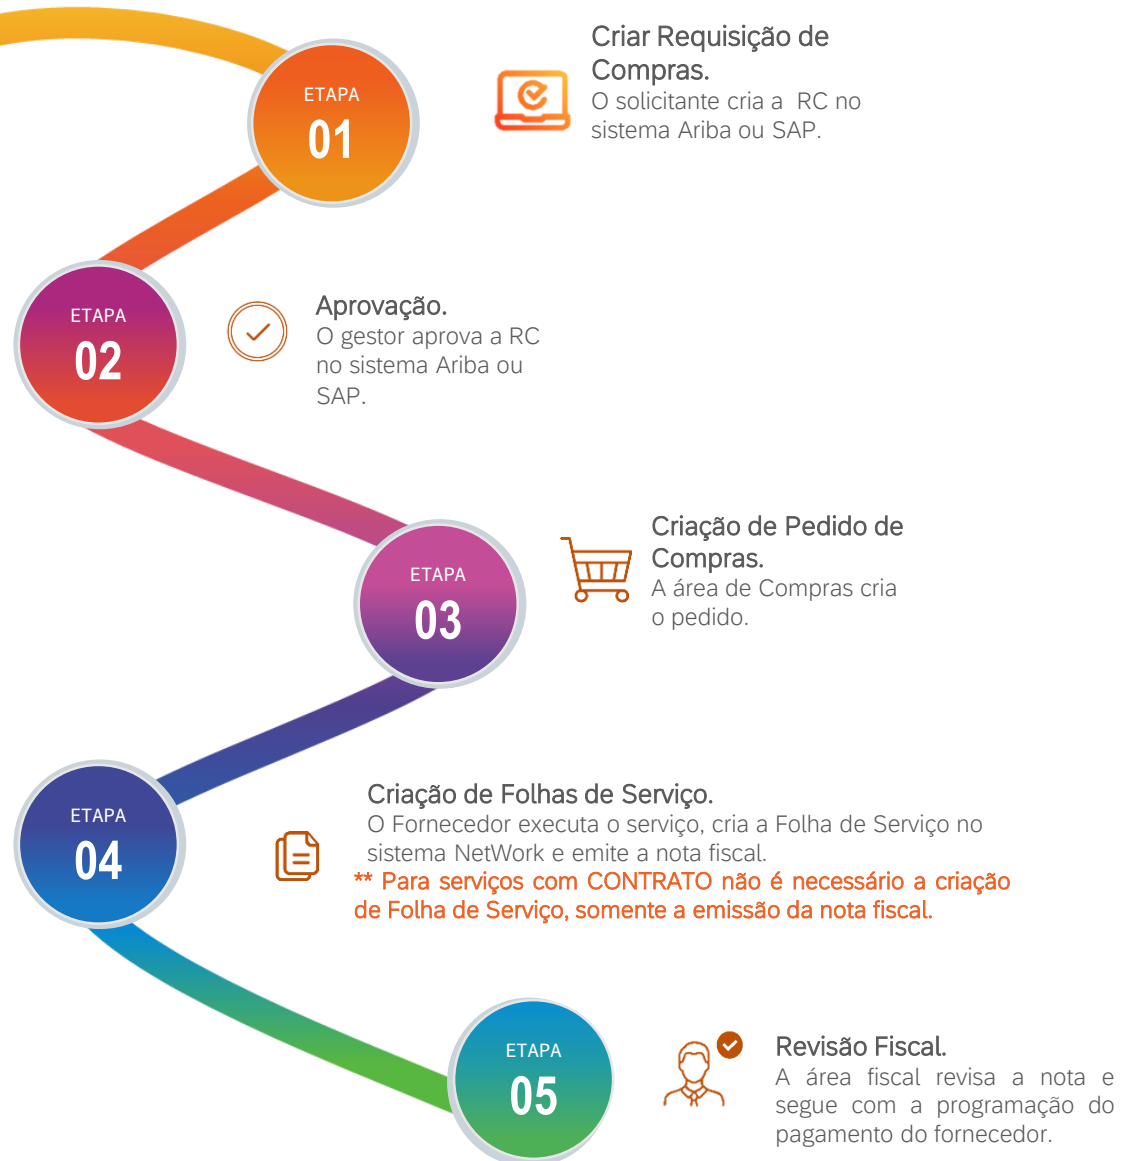 ETAPA
01
Criar Requisição de
Compras.
O solicitante cria a RC no
sistema Ariba ou SAP.
ETAPA
02
Aprovação.
O gestor aprova a RC
no sistema Ariba ou
SAP.
ETAPA
03
Criação de Pedido de
Compras.
A área de Compras cria
o pedido.
ETAPA
04
Criação de Folhas de Serviço.
O Fornecedor executa o serviço, cria a Folha de Serviço no
sistema NetWork e emite a nota fiscal.
** Para serviços com CONTRATO não é necessário a criação
de Folha de Serviço, somente a emissão da nota fiscal.
ETAPA
05
Revisão Fiscal.
A área fiscal revisa a nota e
segue com a programação do
pagamento do fornecedor.